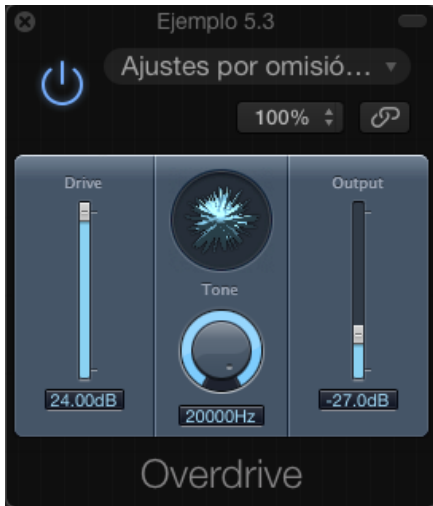 Ejemplo 5.3
Ajustes por omisió...
100%
Drive
Output
Tone
24.00dB
20000Hz
-27.0dB
Overdrive